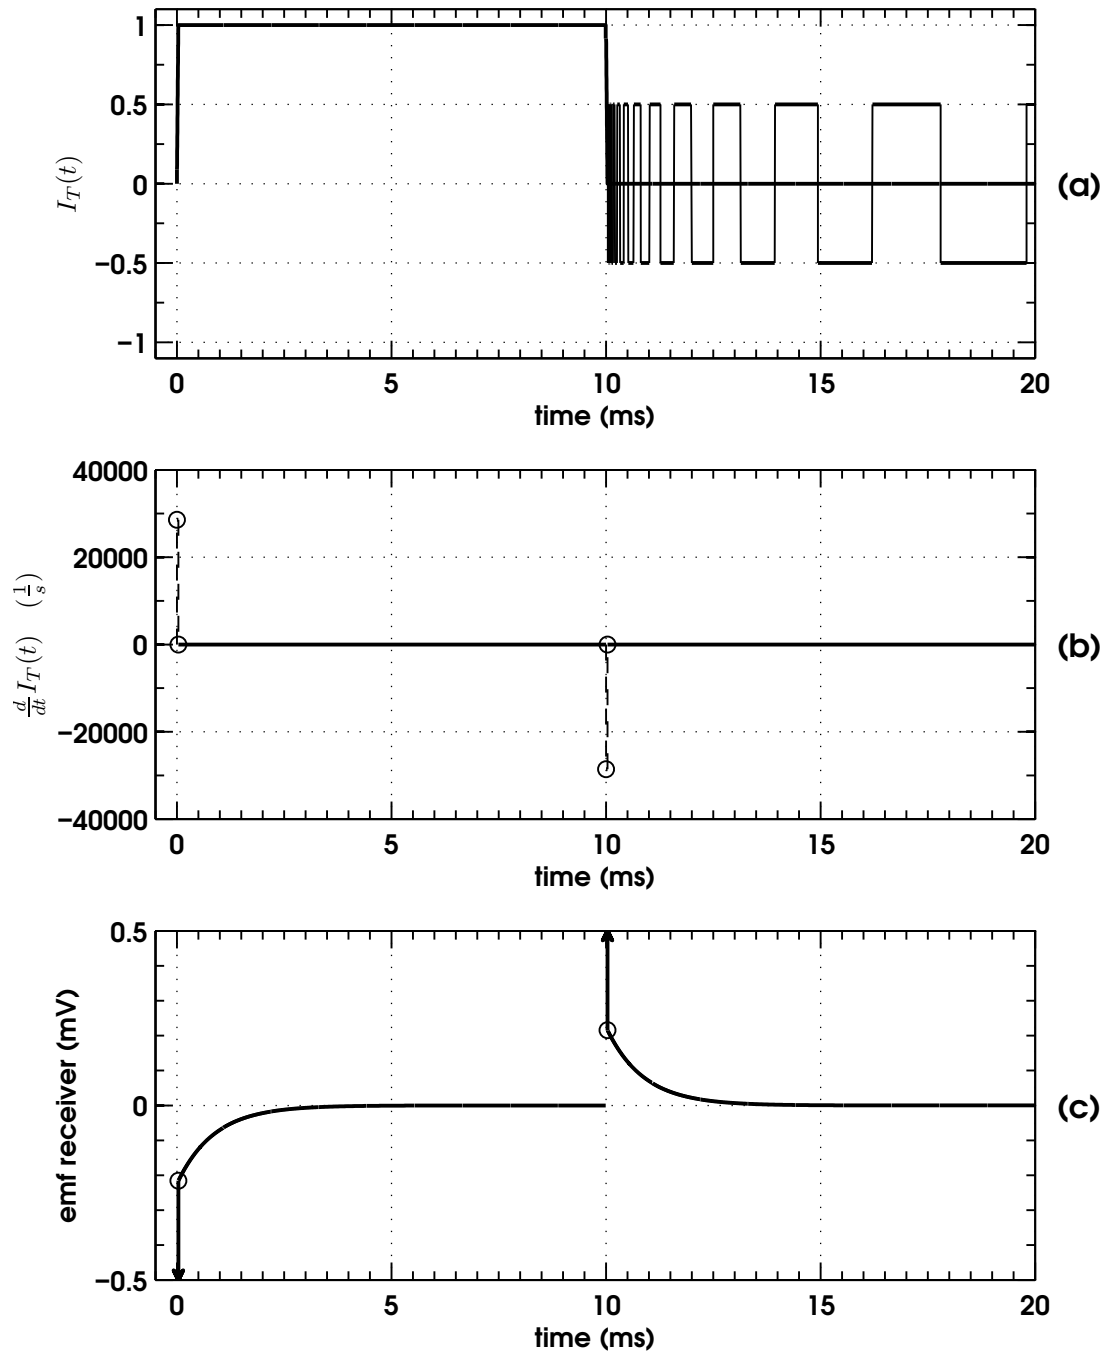 1
0.5
0
−0.5
−1
I_T(t)
(a)
0 5 10 15 20
time (ms)
40000
20000
0
−20000
−40000
d/dt I_T(t) (1/s)
(b)
0 5 10 15 20
time (ms)
0.5
0
−0.5
emf receiver (mV)
(c)
0 5 10 15 20
time (ms)